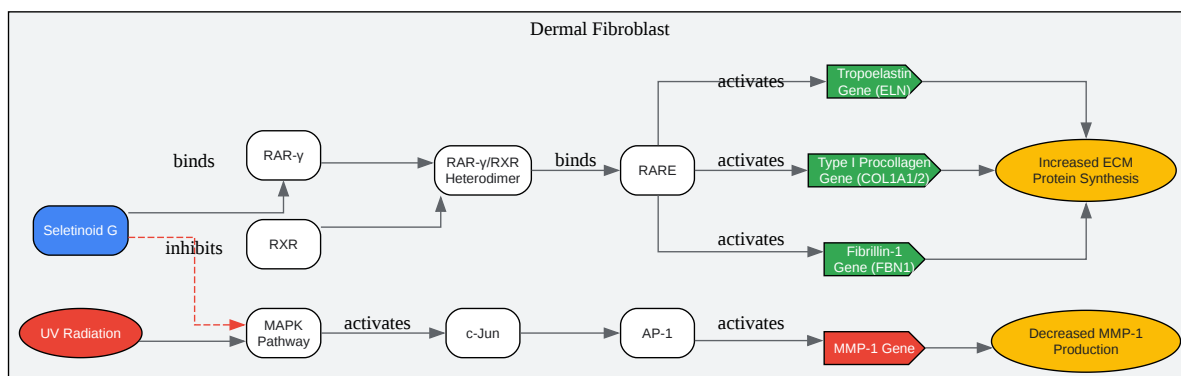 Dermal Fibroblast
Tropoelastin
Gene (ELN)
activates
binds
RAR-γ
RAR-γ/RXR
Heterodimer
binds
RARE
activates
Type I Procollagen
Gene (COL1A1/2)
Increased ECM
Protein Synthesis
Seletinoid G
inhibits
RXR
activates
Fibrillin-1
Gene (FBN1)
UV Radiation
MAPK
Pathway
activates
c-Jun
AP-1
activates
MMP-1 Gene
Decreased MMP-1
Production